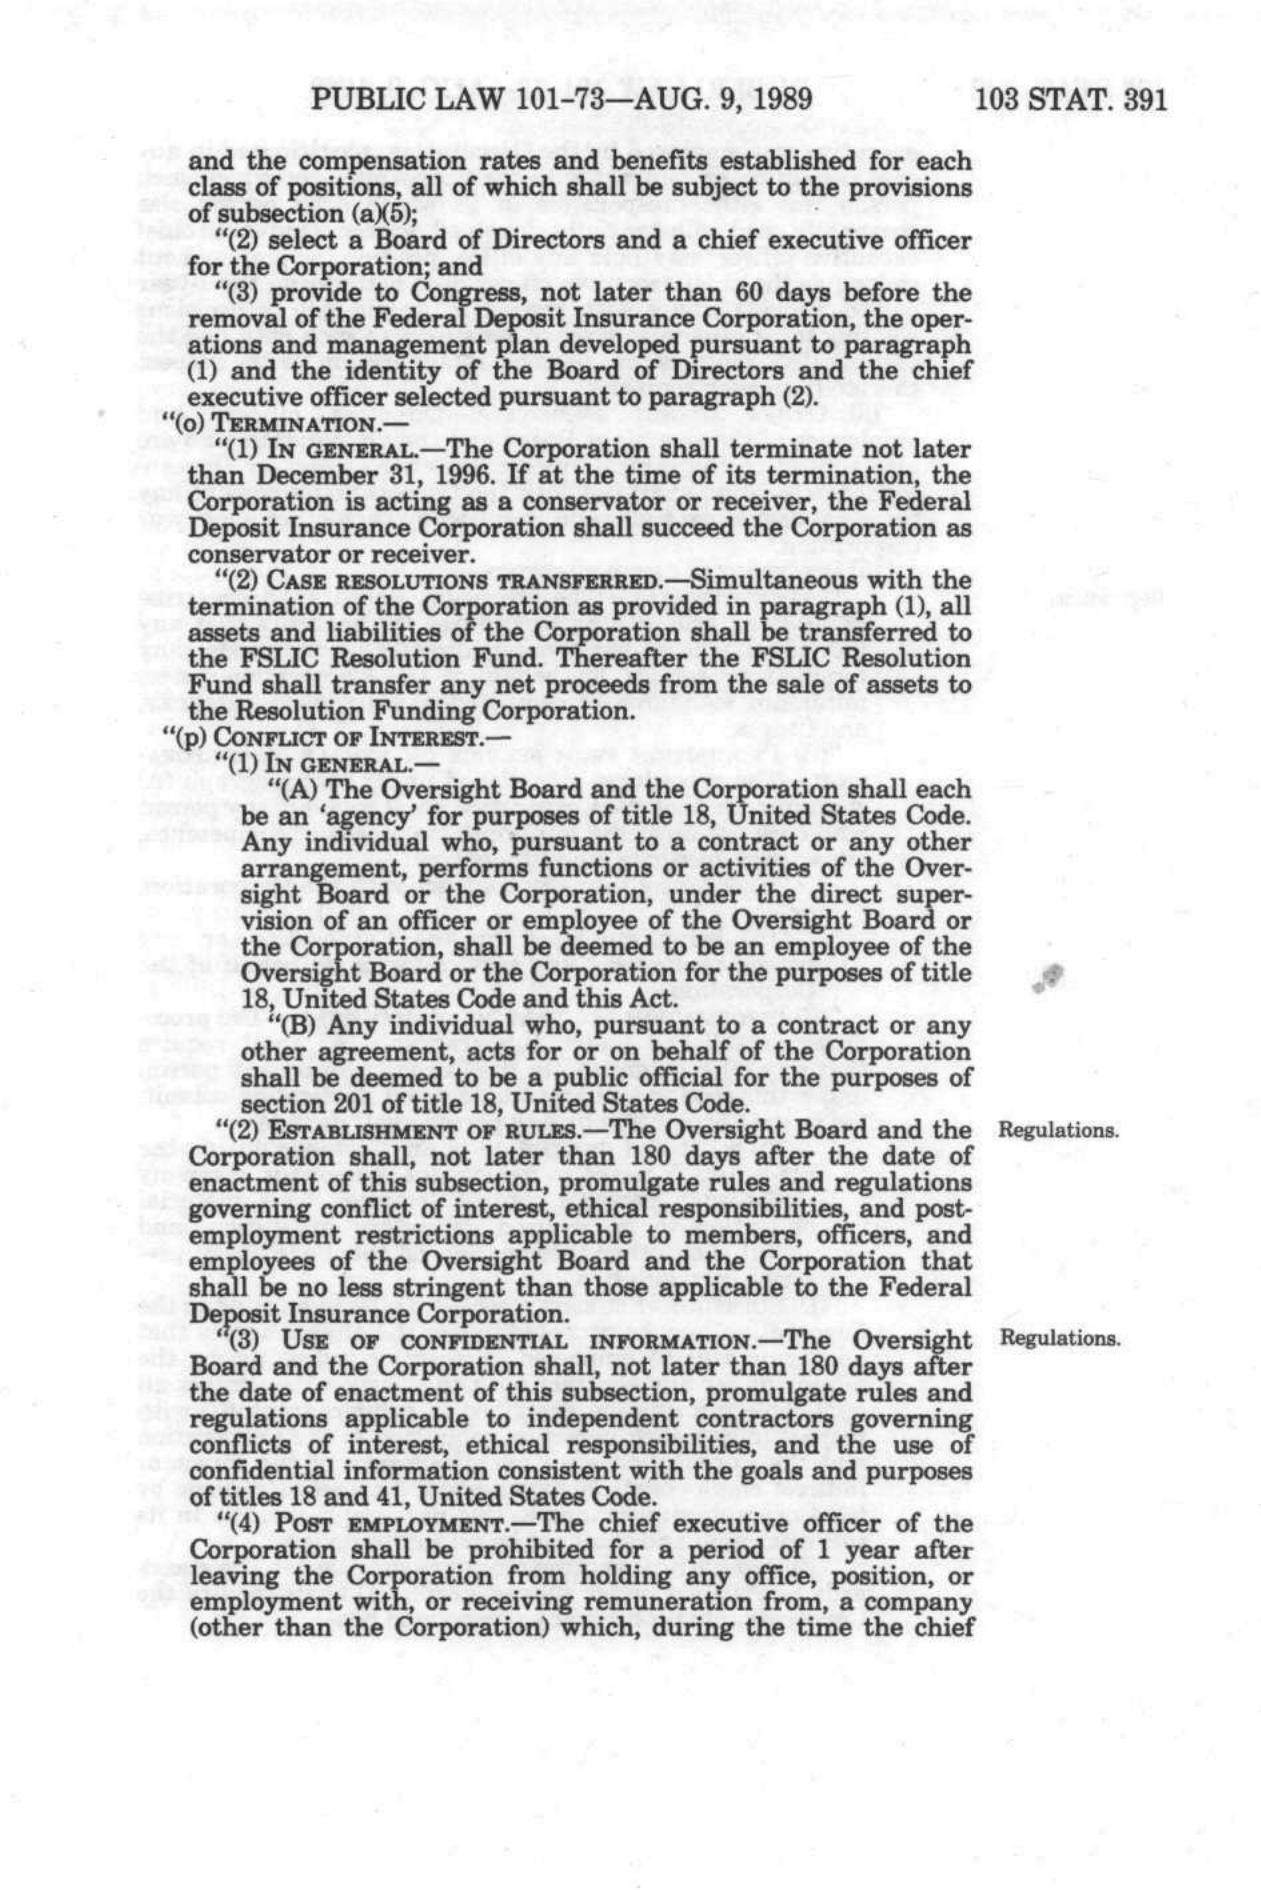 PUBLIC LAW 101-73—AUG. 9, 1989 103 STAT. 391
and the compensation rates and benefits established for each
class of positions, all of which shall be subject to the provisions
of subsection (a)(5);
“(2) select a Board of Directors and a chief executive officer
for the Corporation; and
“(3) provide to Congress, not later than 60 days before the
removal of the Federal Deposit Insurance Corporation, the oper-
ations and management plan developed pursuant to paragraph
(1) and the identity of the Board of Directors and the chief
executive officer selected pursuant to paragraph (2).
“(o) TERMINATION.—
“(1) IN GENERAL.—The Corporation shall terminate not later
than December 31, 1996. If at the time of its termination, the
Corporation is acting as a conservator or receiver, the Federal
Deposit Insurance Corporation shall succeed the Corporation as
conservator or receiver.
“(2) CASE RESOLUTIONS TRANSFERRED.—Simultaneous with the
termination of the Corporation as provided in paragraph (1), all
assets and liabilities of the Corporation shall be transferred to
the FSLIC Resolution Fund. Thereafter the FSLIC Resolution
Fund shall transfer any net proceeds from the sale of assets to
the Resolution Funding Corporation.
“(p) CONFLICT OF INTEREST.—
“(1) IN GENERAL.—
“(A) The Oversight Board and the Corporation shall each
be an ‘agency’ for purposes of title 18, United States Code.
Any individual who, pursuant to a contract or any other
arrangement, performs functions or activities of the Over-
sight Board or the Corporation, under the direct super-
vision of an officer or employee of the Oversight Board or
the Corporation, shall be deemed to be an employee of the
Oversight Board or the Corporation for the purposes of title
18, United States Code and this Act.
“(B) Any individual who, pursuant to a contract or any
other agreement, acts for or on behalf of the Corporation
shall be deemed to be a public official for the purposes of
section 201 of title 18, United States Code.
“(2) ESTABLISHMENT OF RULES.—The Oversight Board and the Regulations.
Corporation shall, not later than 180 days after the date of
enactment of this subsection, promulgate rules and regulations
governing conflict of interest, ethical responsibilities, and post-
employment restrictions applicable to members, officers, and
employees of the Oversight Board and the Corporation that
shall be no less stringent than those applicable to the Federal
Deposit Insurance Corporation.
“(3) USE OF CONFIDENTIAL INFORMATION.—The Oversight Regulations.
Board and the Corporation shall, not later than 180 days after
the date of enactment of this subsection, promulgate rules and
regulations applicable to independent contractors governing
conflicts of interest, ethical responsibilities, and the use of
confidential information consistent with the goals and purposes
of titles 18 and 41, United States Code.
“(4) POST EMPLOYMENT.—The chief executive officer of the
Corporation shall be prohibited for a period of 1 year after
leaving the Corporation from holding any office, position, or
employment with, or receiving remuneration from, a company
(other than the Corporation) which, during the time the chief